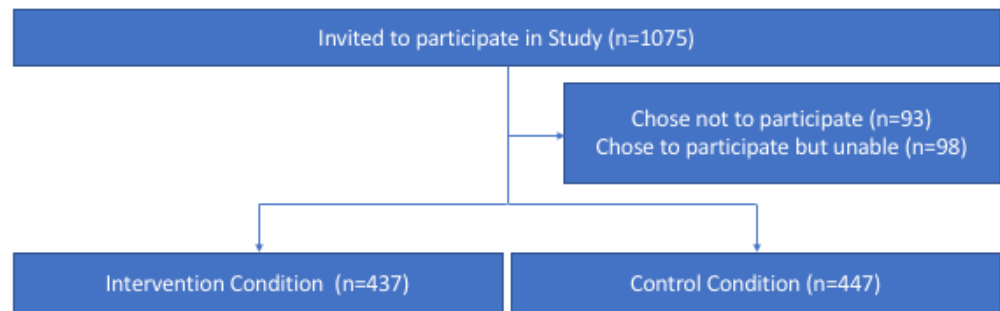 Invited to participate in Study (n=1075)
Chose not to participate (n=93)
Chose to participate but unable (n=98)
Intervention Condition (n=437)
Control Condition (n=447)